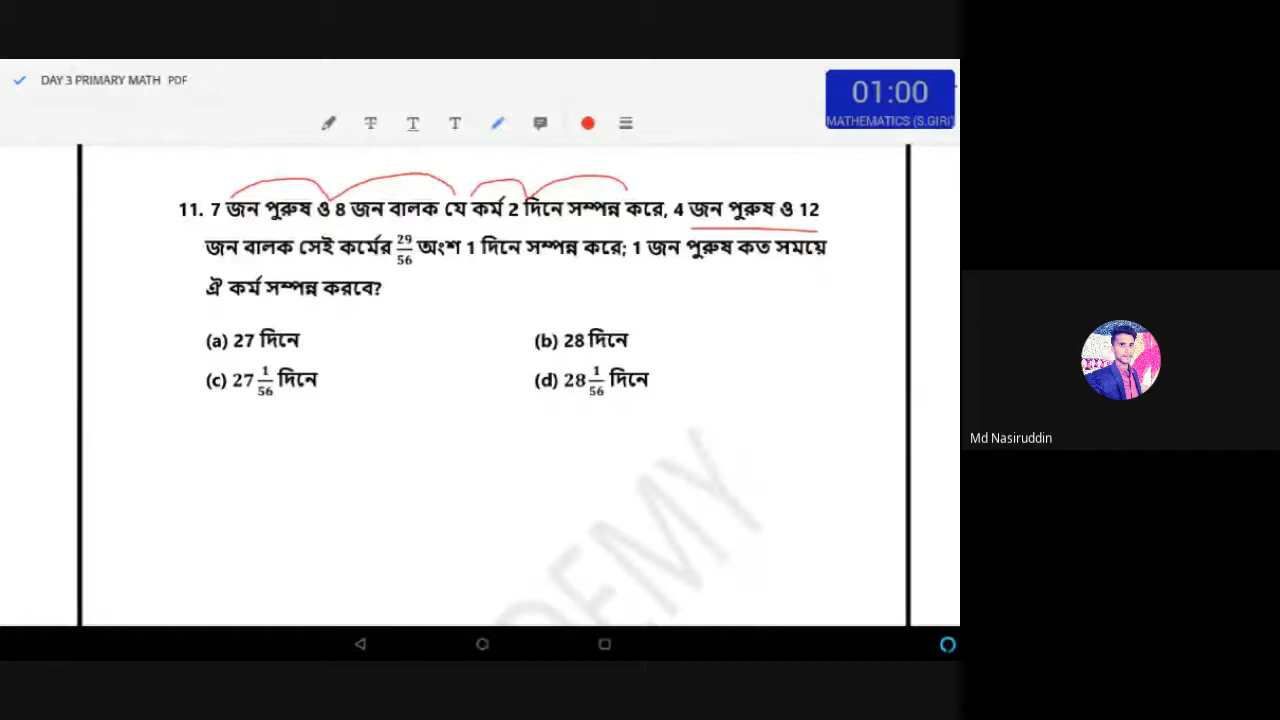 DAY 3 PRIMARY MATH PDF
01:00
MATHEMATICS (S.GIRI)
T T T
11. 7 জন পুরুষ ও 8 জন বালক যে কর্ম 2 দিনে সম্পন্ন করে, 4 জন পুরুষ ও 12
জন বালক সেই কর্মের 29/56 অংশ 1 দিনে সম্পন্ন করে; 1 জন পুরুষ কত সময়ে
ঐ কর্ম সম্পন্ন করবে?
(a) 27 দিনে (b) 28 দিনে
(c) 27 1/56 দিনে (d) 28 1/56 দিনে
Md Nasiruddin